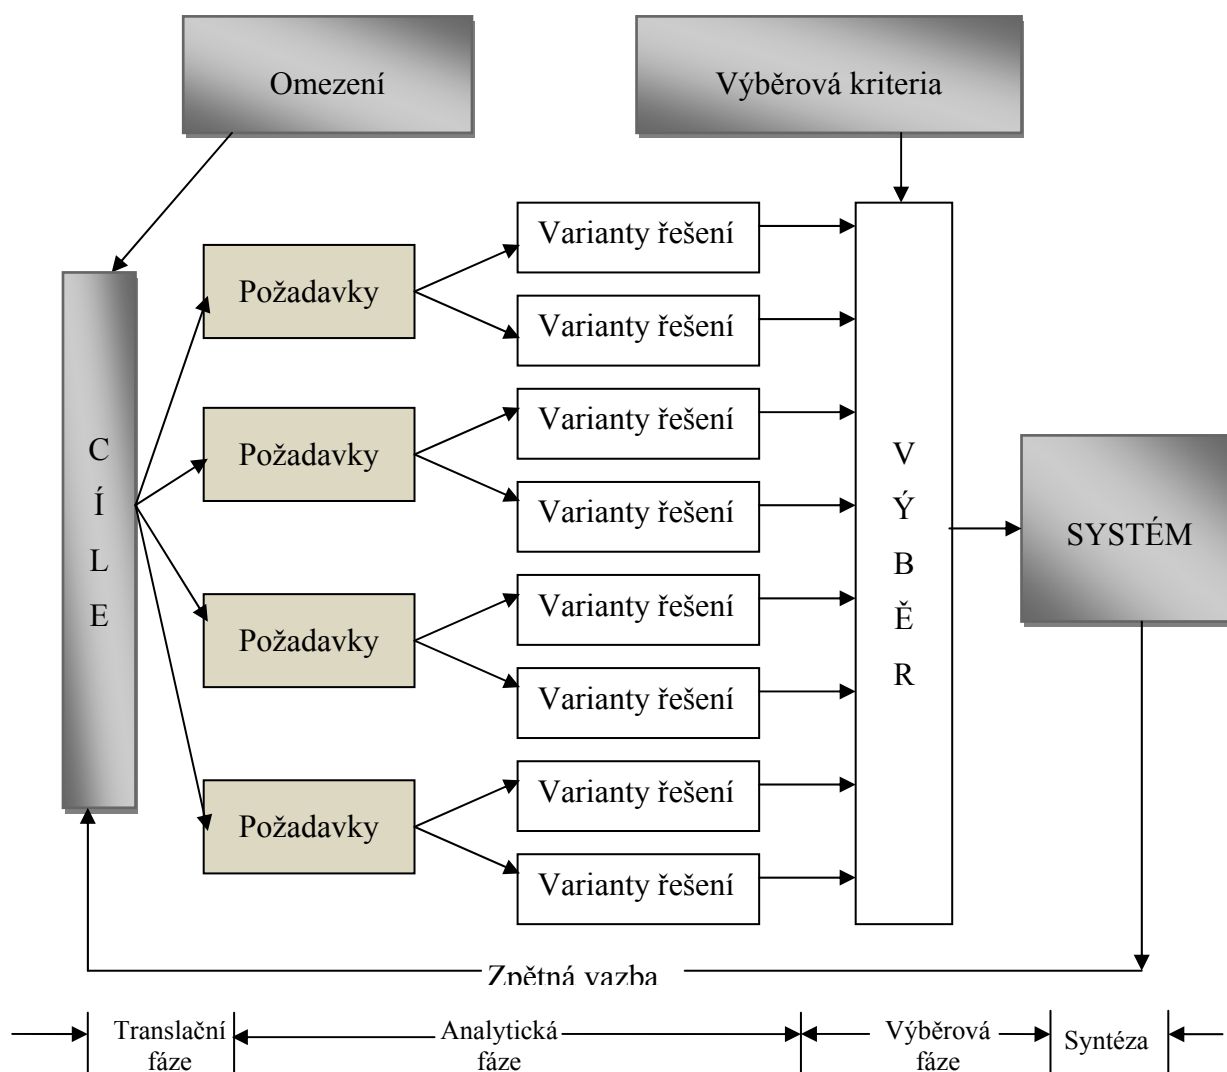 Omezení
Výběrová kriteria
Varianty řešení
Požadavky
Varianty řešení
Varianty řešení
Požadavky
Varianty řešení
Varianty řešení
Požadavky
Varianty řešení
Varianty řešení
Požadavky
Varianty řešení
C
Í
L
E
V
Ý
B
Ě
R
SYSTÉM
Zpětná vazba
Translační
fáze
Analytická
fáze
Výběrová
fáze
Syntéza